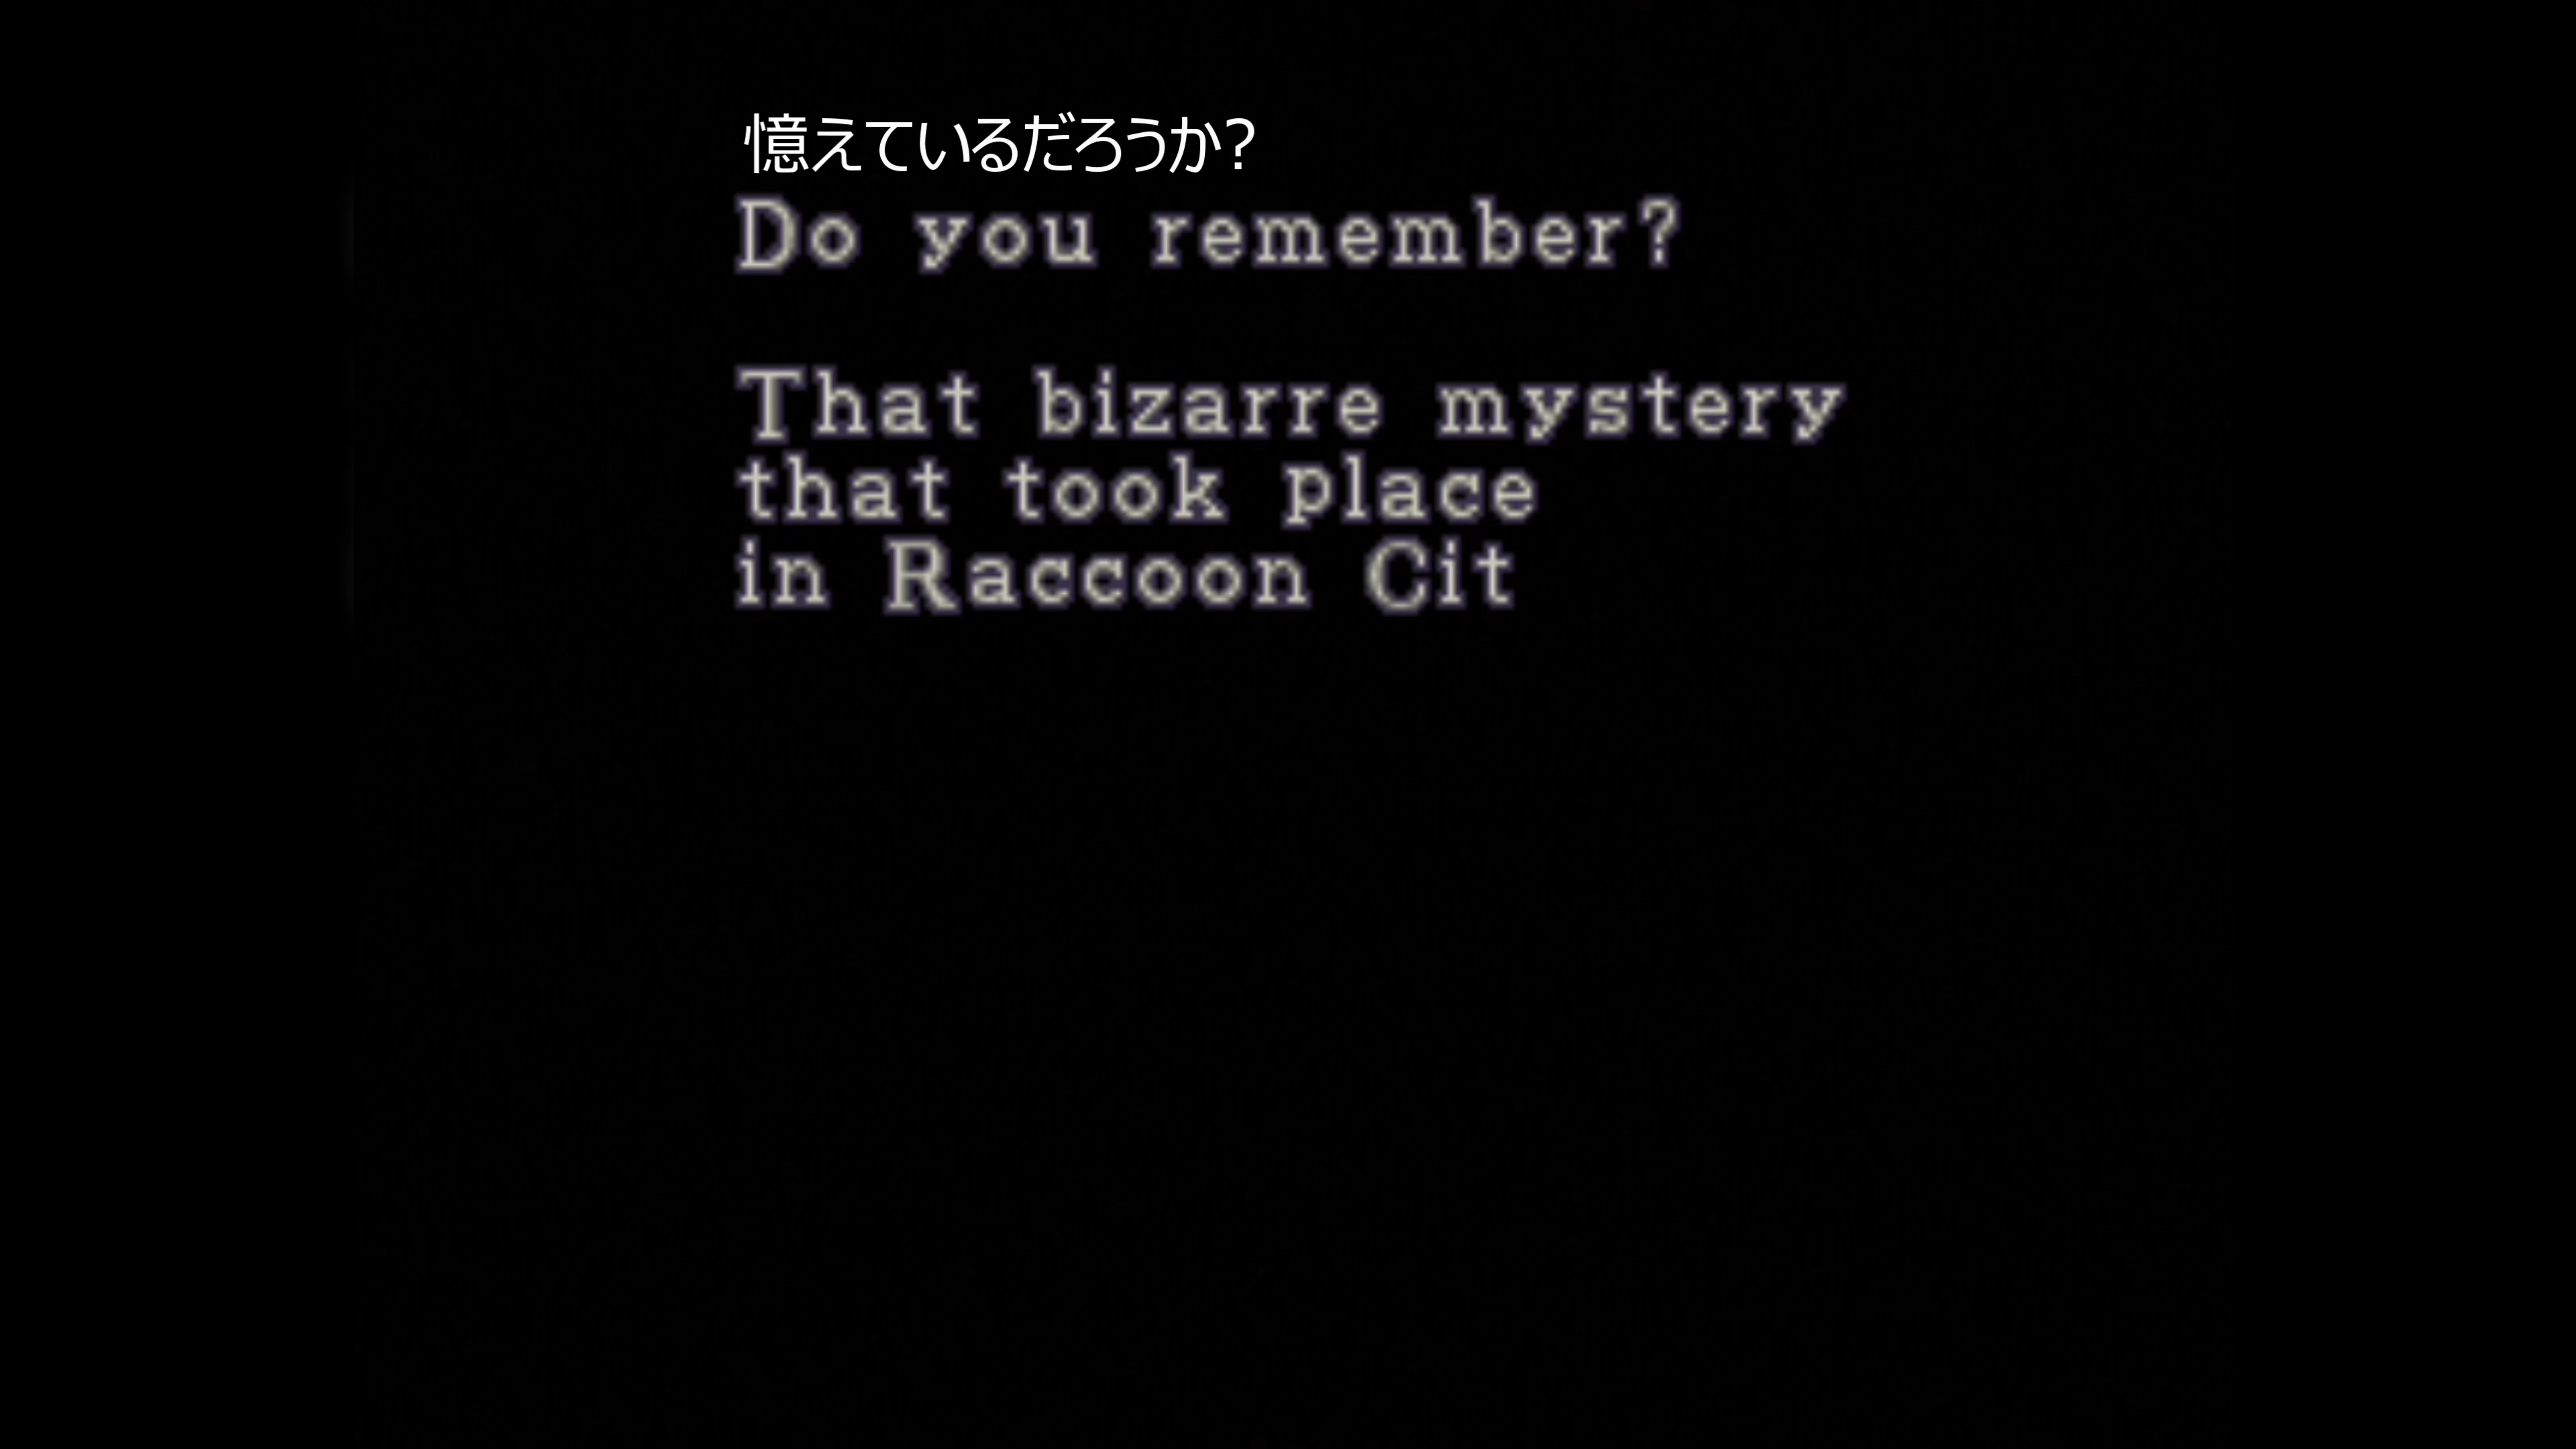 憶えているだろうか?
Do you remember?
That bizarre mystery
that took place
in Raccoon Cit